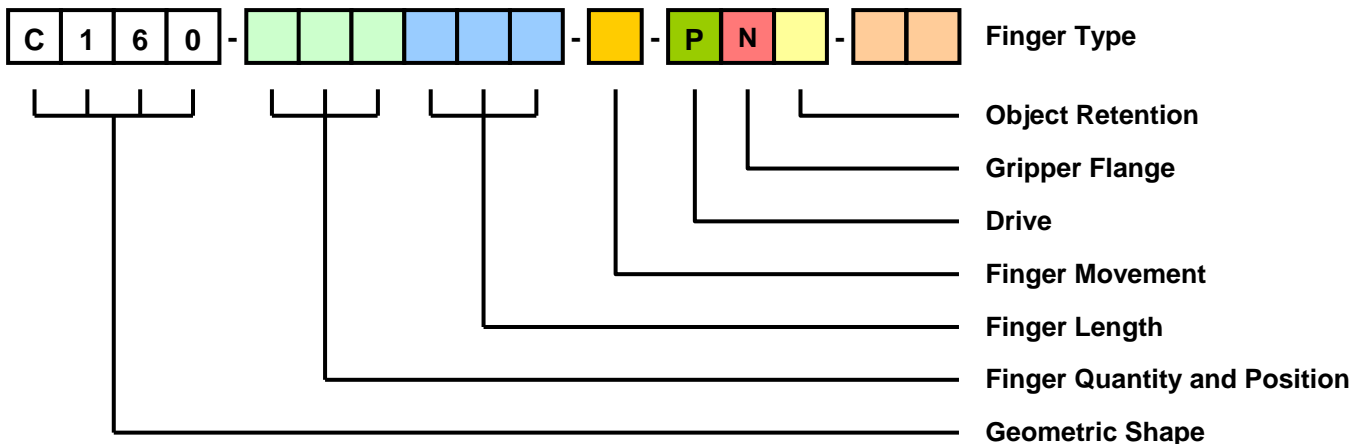 C 1 6 0 - - - P N - Finger Type
Object Retention
Gripper Flange
Drive
Finger Movement
Finger Length
Finger Quantity and Position
Geometric Shape